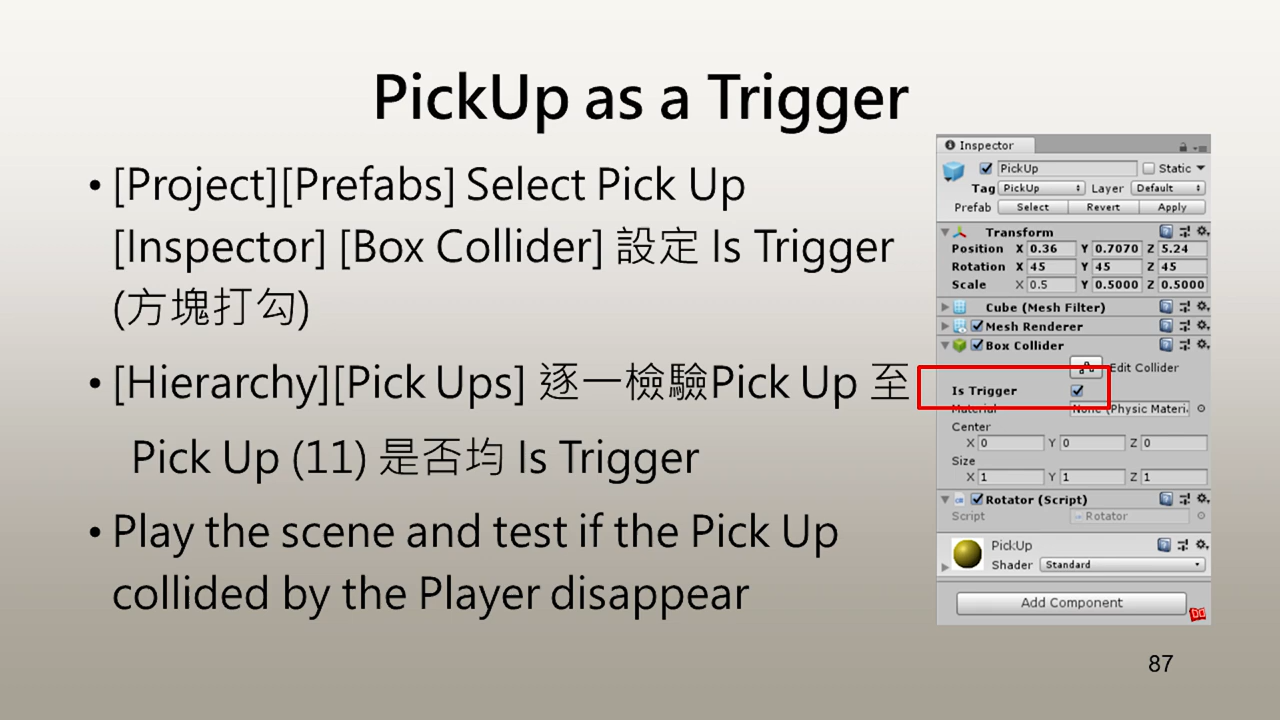 PickUp as a Trigger
• [Project][Prefabs] Select Pick Up
[Inspector] [Box Collider] 設定 Is Trigger
(方塊打勾)
• [Hierarchy][Pick Ups] 逐一檢驗Pick Up 至
Pick Up (11) 是否均 Is Trigger
• Play the scene and test if the Pick Up
collided by the Player disappear
Inspector
PickUp Static
Tag PickUp Layer Default
Prefab Select Revert Apply
Transform
Position X 0.36 Y 0.7070 Z 5.24
Rotation X 45 Y 45 Z 45
Scale X 0.5 Y 0.5000 Z 0.5000
Cube (Mesh Filter)
Mesh Renderer
Box Collider
Edit Collider
Is Trigger
Material None (Physic Materi
Center
X 0 Y 0 Z 0
Size
X 1 Y 1 Z 1
Rotator (Script)
Script Rotator
PickUp
Shader Standard
Add Component
87